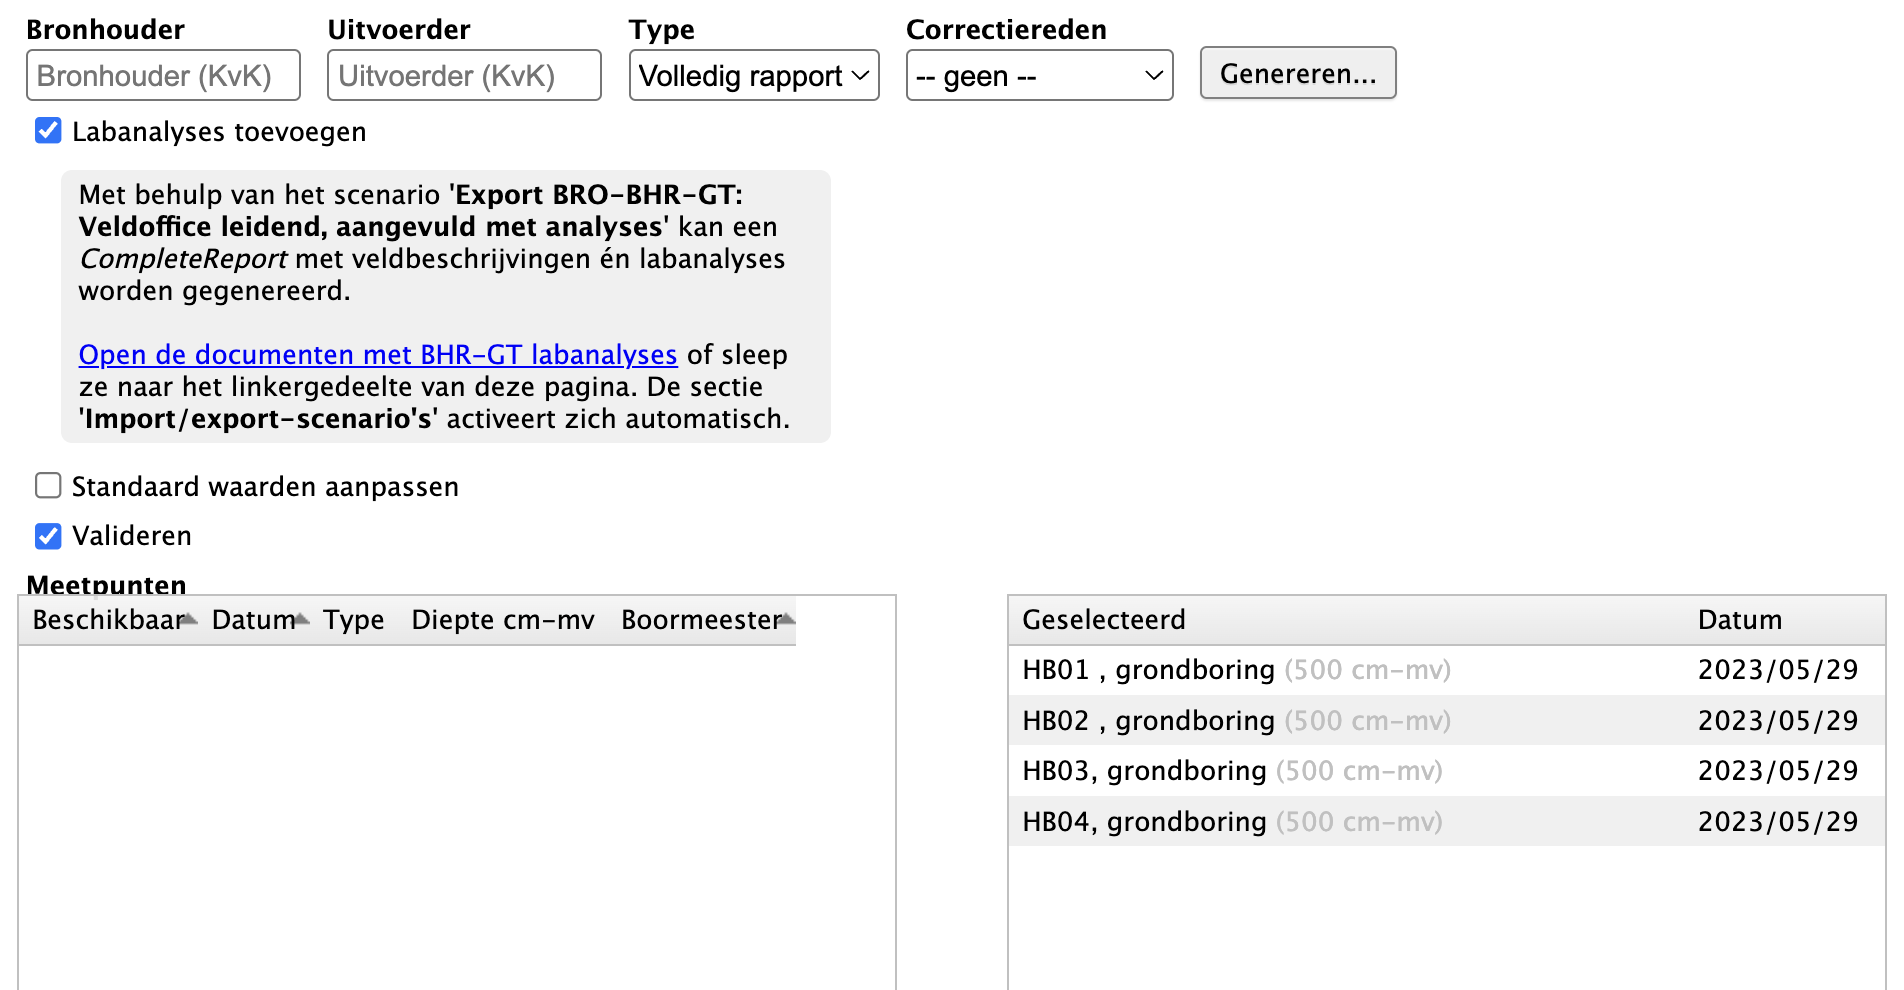 Bronhouder Uitvoerder Type Correctiereden
Bronhouder (KvK) Uitvoerder (KvK) Volledig rapport -- geen -- Genereren...
Labanalyses toevoegen
Met behulp van het scenario 'Export BRO-BHR-GT:
Veldoffice leidend, aangevuld met analyses' kan een
CompleteReport met veldbeschrijvingen én labanalyses
worden gegenereerd.
Open de documenten met BHR-GT labanalyses of sleep
ze naar het linkergedeelte van deze pagina. De sectie
'Import/export-scenario's' activeert zich automatisch.
Standaard waarden aanpassen
Valideren
Meetpunten
Beschikbaar Datum Type Diepte cm-mv Boormeester
Geselecteerd Datum
HB01 , grondboring (500 cm-mv) 2023/05/29
HB02 , grondboring (500 cm-mv) 2023/05/29
HB03, grondboring (500 cm-mv) 2023/05/29
HB04, grondboring (500 cm-mv) 2023/05/29